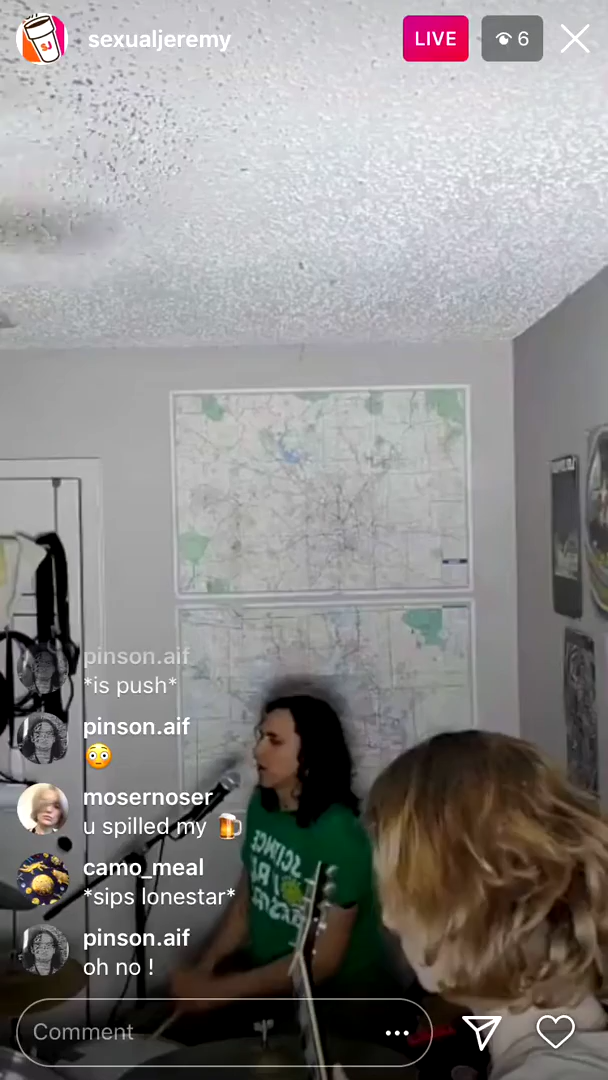 sexualjeremy
LIVE
6
SJ
pinson.aif
*is push*
pinson.aif
😳
mosernoser
u spilled my 🍺
camo_meal
*sips lonestar*
pinson.aif
oh no !
Comment